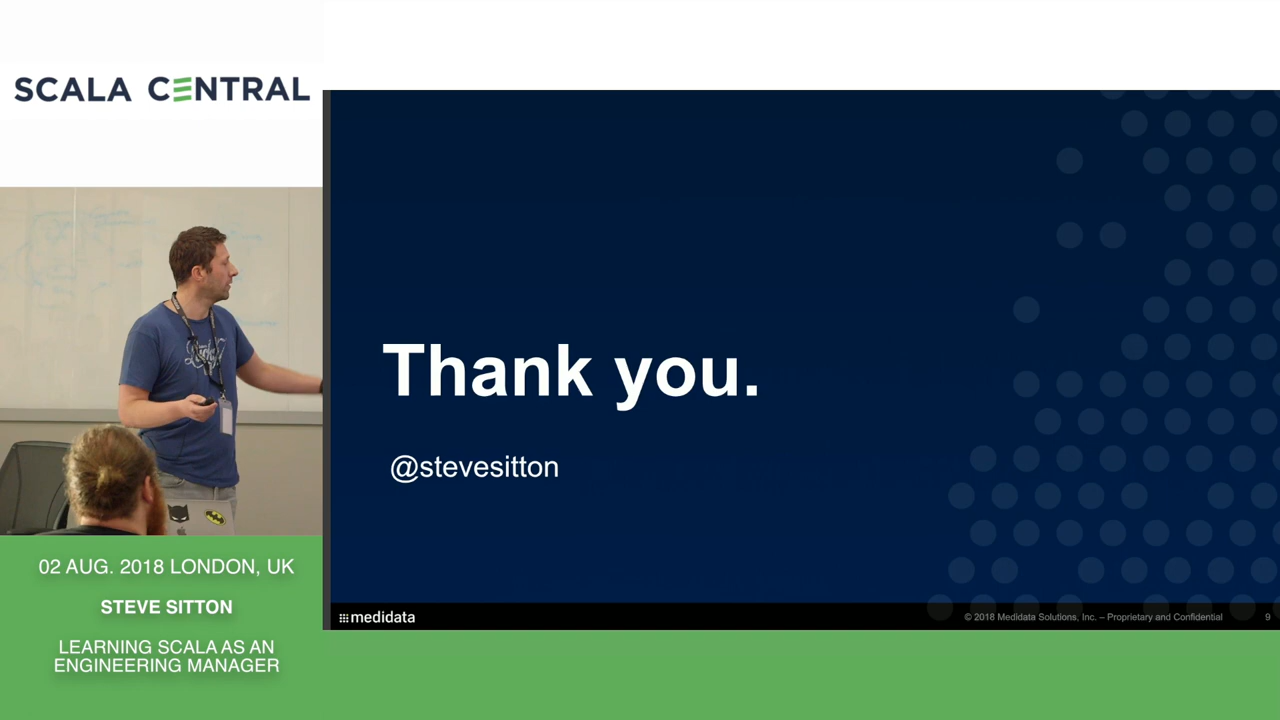 SCALA CENTRAL
Thank you.
@stevesitton
medidata
© 2018 Medidata Solutions, Inc. – Proprietary and Confidential
9
02 AUG. 2018 LONDON, UK
STEVE SITTON
LEARNING SCALA AS AN
ENGINEERING MANAGER